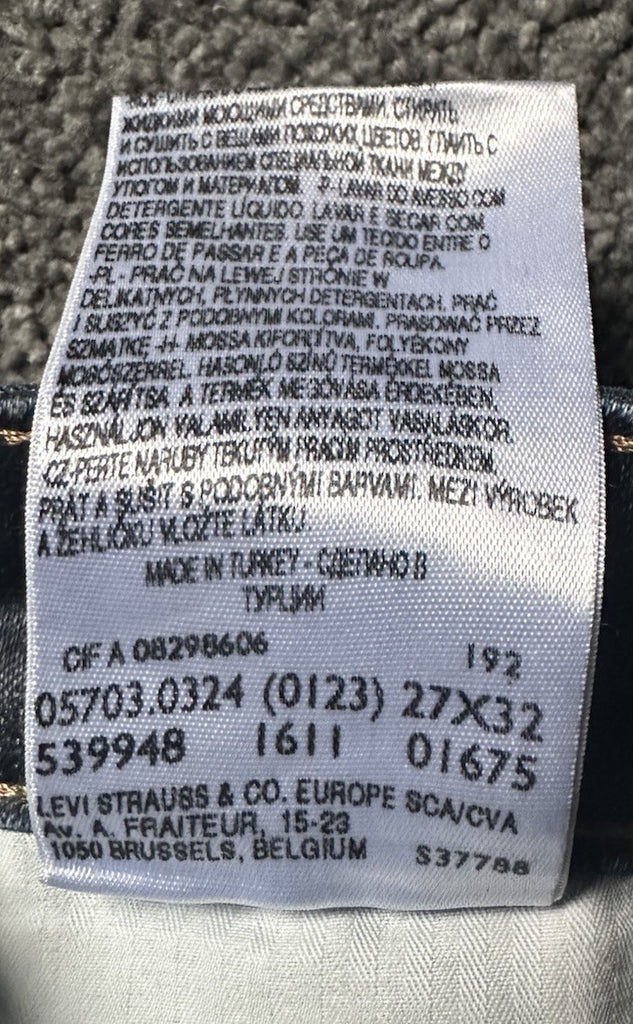 ЖИДКИМИ МОЮЩИМИ СРЕДСТВАМИ. СТИРАТЬ
И СУШИТЬ С ВЕЩАМИ ПОХОЖИХ ЦВЕТОВ. ГЛАДИТЬ С
ИСПОЛЬЗОВАНИЕМ СПЕЦИАЛЬНОЙ ТКАНИ МЕЖДУ
УТЮГОМ И МАТЕРИАЛОМ. -P- LAVAR DO AVESSO COM
DETERGENTE LÍQUIDO. LAVAR E SECAR COM
CORES SEMELHANTES. USE UM TECIDO ENTRE O
FERRO DE PASSAR E A PEÇA DE ROUPA.
-PL- PRAĆ NA LEWEJ STRONIE W
DELIKATNYCH, PŁYNNYCH DETERGENTACH. PRAĆ
I SUSZYĆ Z PODOBNYMI KOLORAMI. PRASOWAĆ PRZEZ
SZMATKĘ -H- MOSSA KIFORDÍTVA, FOLYÉKONY
MOSÓSZERREL. HASONLÓ SZÍNŰ TERMÉKKEL MOSSA
ÉS SZÁRÍTSA. A TERMÉK MEGÓVÁSA ÉRDEKÉBEN,
HASZNÁLJON VALAMILYEN ANYAGOT VASALÁSKOR.
CZ-PERTE NARUBY TEKUTÝM PRACÍM PROSTŘEDKEM.
PRÁT A SUŠIT S PODOBNÝMI BARVAMI. MEZI VÝROBEK
A ŽEHLIČKU VLOŽTE LÁTKU.
MADE IN TURKEY - СДЕЛАНО В
ТУРЦИИ
CIF A 08298606 192
05703.0324 (0123) 27X32
539948 1611 01675
LEVI STRAUSS & CO. EUROPE SCA/CVA
Av. A. FRAITEUR, 15-23
1050 BRUSSELS, BELGIUM S37788